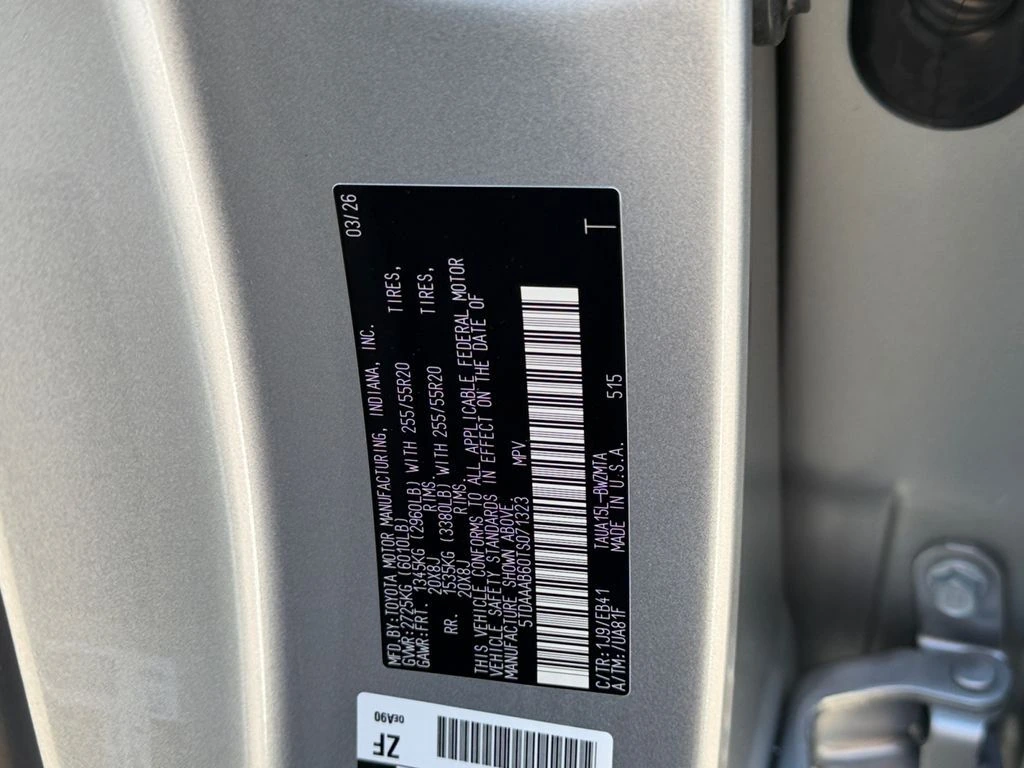 MFD.BY:TOYOTA MOTOR MANUFACTURING, INDIANA, INC. 03/26
GVWR:2725KG (6010LB)
GAWR:FRT. 1345KG (2960LB) WITH 255/55R20 TIRES,
20X8J RIMS,
RR. 1535KG (3380LB) WITH 255/55R20 TIRES,
20X8J RIMS
THIS VEHICLE CONFORMS TO ALL APPLICABLE FEDERAL MOTOR
VEHICLE SAFETY STANDARDS IN EFFECT ON THE DATE OF
MANUFACTURE SHOWN ABOVE.
5TDAAAB60TS071323 MPV
C/TR:1J9/EB41 TAUA15L-BWZMTA 515
A/TM:/UA81F MADE IN U.S.A. T
ZF 0EA90